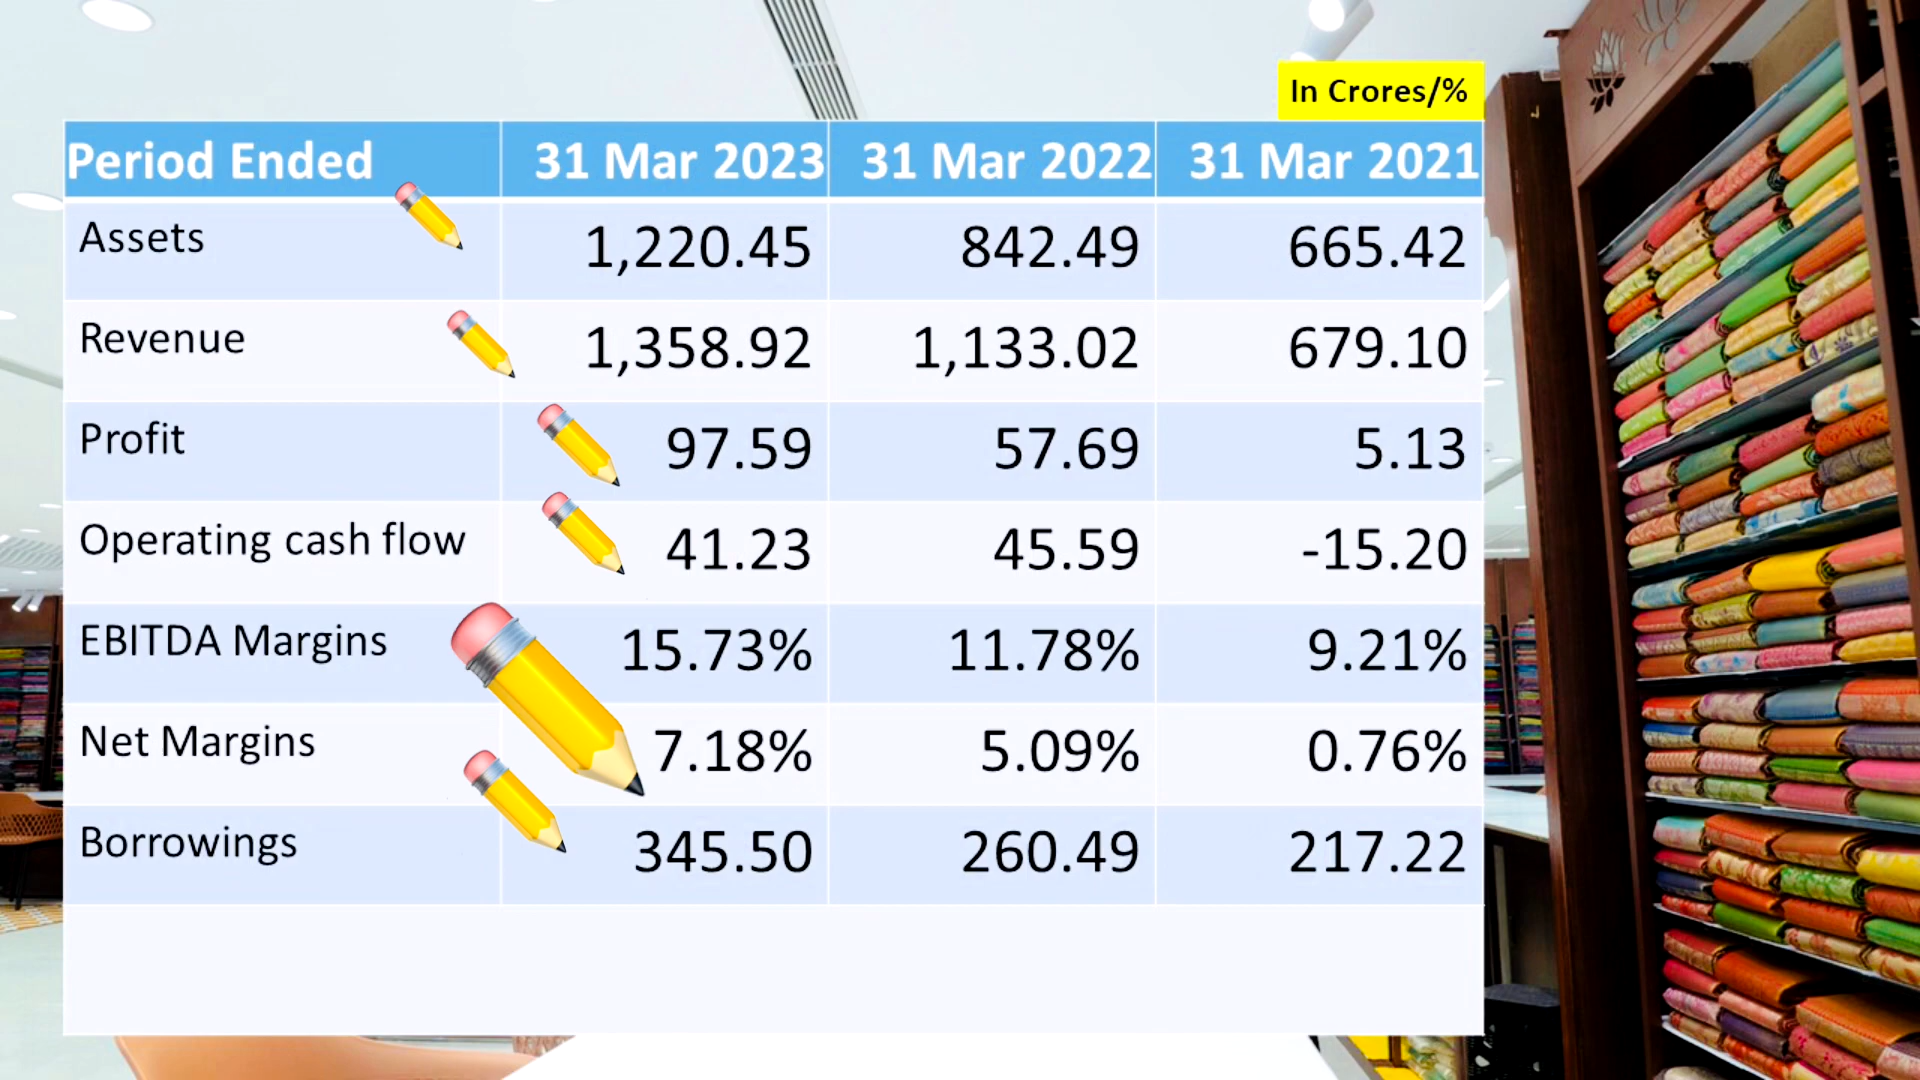 In Crores/%
Period Ended 31 Mar 2023 31 Mar 2022 31 Mar 2021
Assets 1,220.45 842.49 665.42
Revenue 1,358.92 1,133.02 679.10
Profit 97.59 57.69 5.13
Operating cash flow 41.23 45.59 -15.20
EBITDA Margins 15.73% 11.78% 9.21%
Net Margins 7.18% 5.09% 0.76%
Borrowings 345.50 260.49 217.22